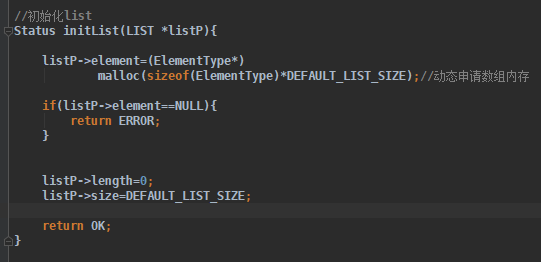 //初始化list
Status initList(LIST *listP){
listP->element=(ElementType*)
malloc(sizeof(ElementType)*DEFAULT_LIST_SIZE);//动态申请数组内存
if(listP->element==NULL){
return ERROR;
}
listP->length=0;
listP->size=DEFAULT_LIST_SIZE;
return OK;
}